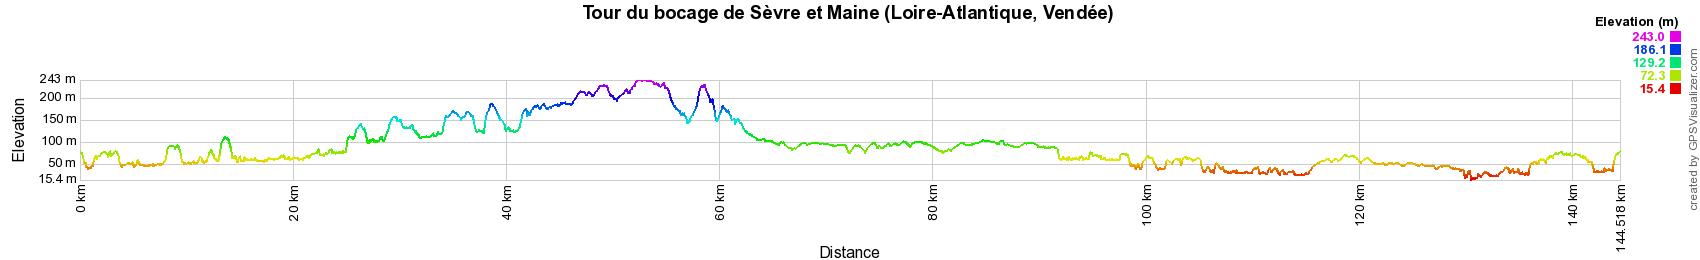 Tour du bocage de Sèvre et Maine (Loire-Atlantique, Vendée)
Elevation (m)
243.0
186.1
129.2
72.3
15.4
243 m
200 m
150 m
100 m
50 m
15.4 m
Elevation
0 km
20 km
40 km
60 km
80 km
100 km
120 km
140 km
144.518 km
Distance
created by GPSVisualizer.com